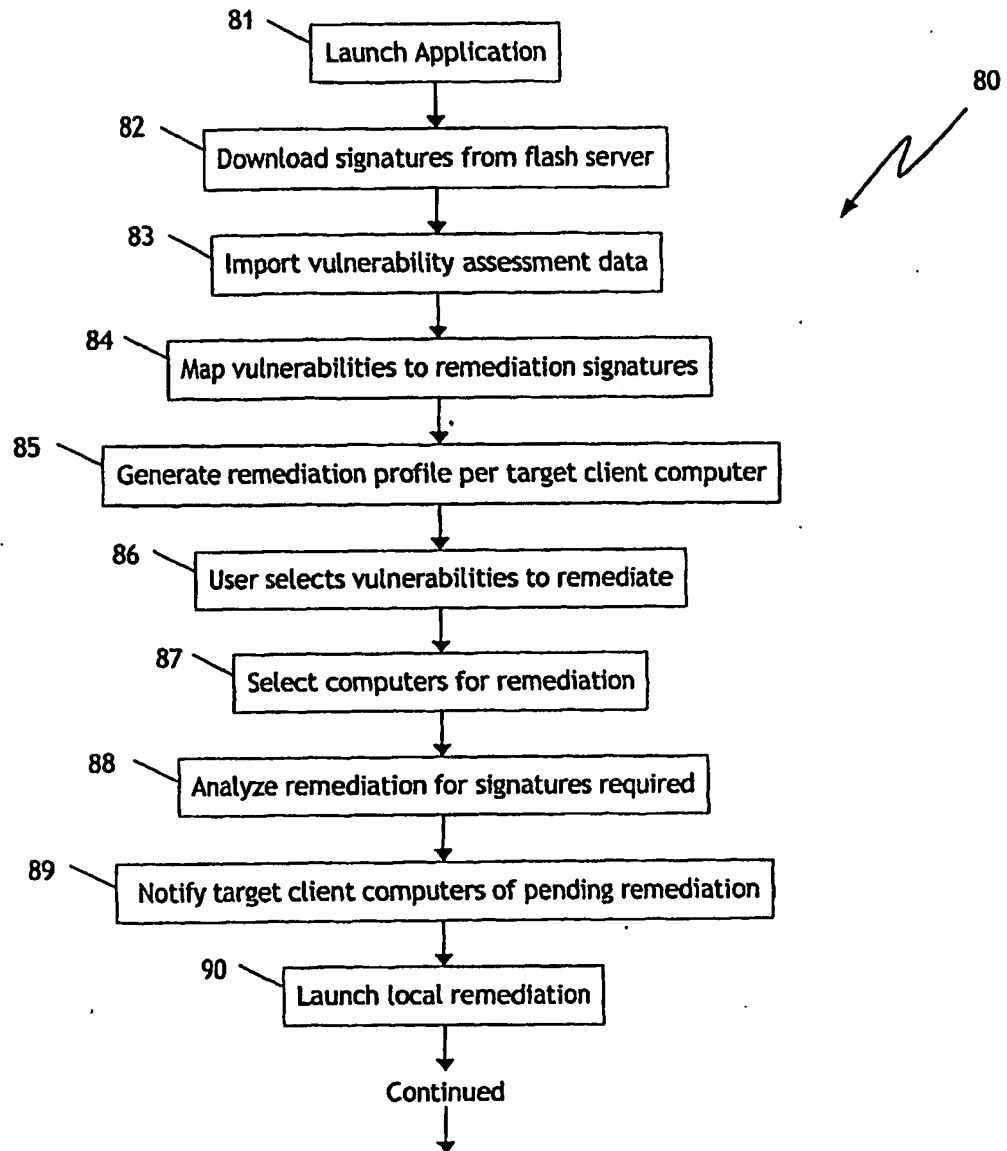 81
Launch Application
80
82
Download signatures from flash server
83
Import vulnerability assessment data
84
Map vulnerabilities to remediation signatures
85
Generate remediation profile per target client computer
86
User selects vulnerabilities to remediate
87
Select computers for remediation
88
Analyze remediation for signatures required
89
Notify target client computers of pending remediation
90
Launch local remediation
Continued